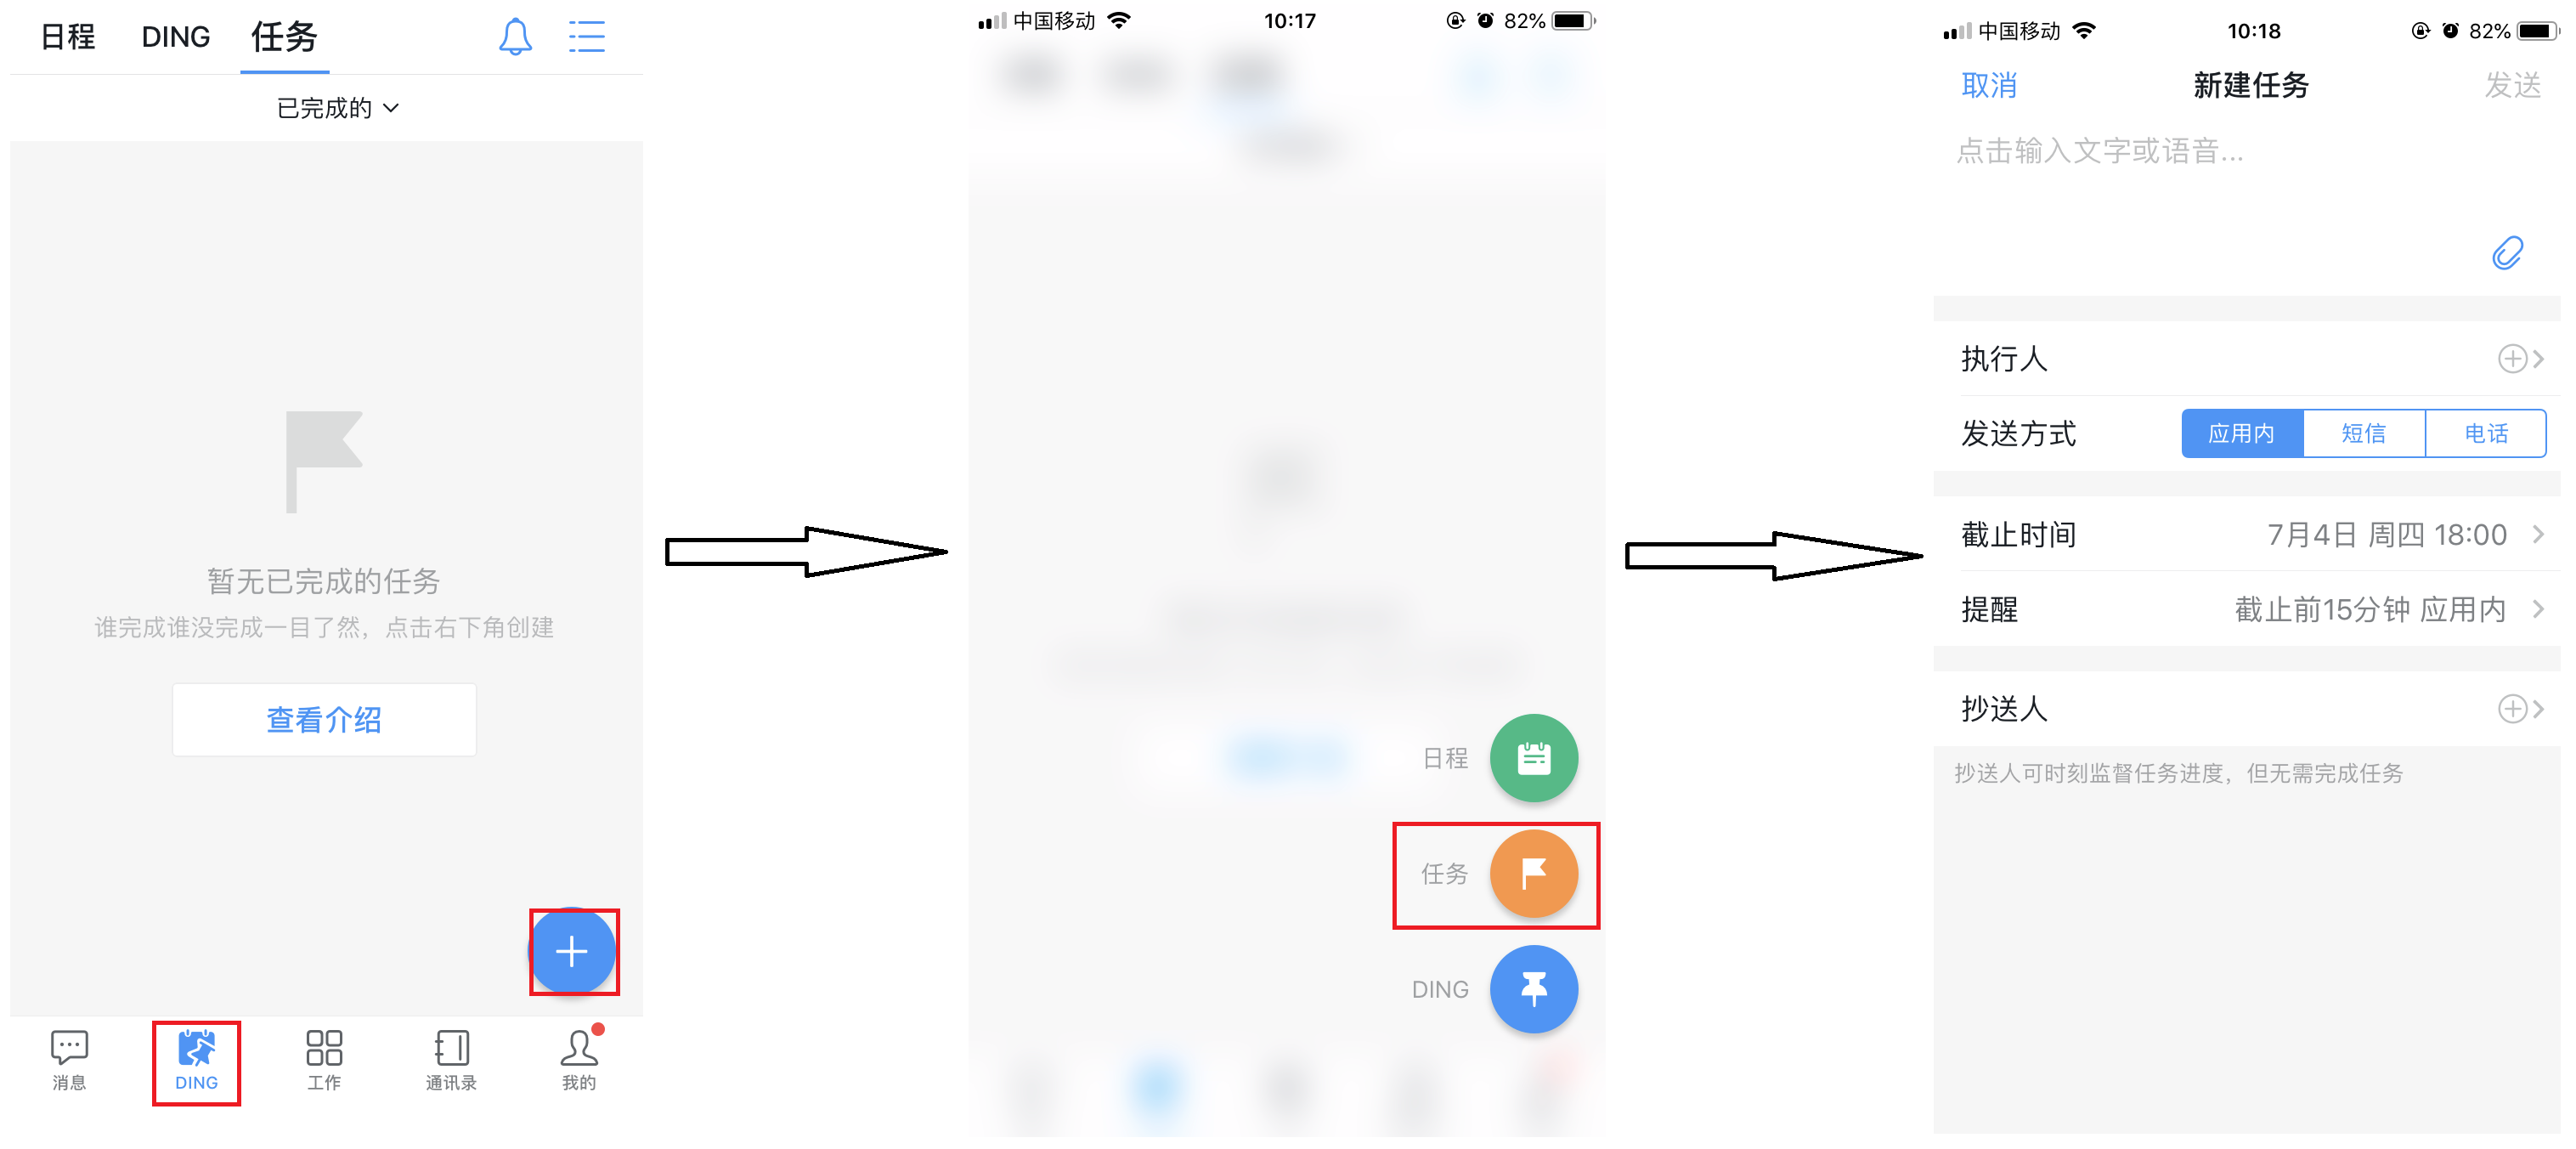 日程 DING 任务
已完成的
暂无已完成的任务
谁完成谁没完成一目了然，点击右下角创建
查看介绍
消息 DING 工作 通讯录 我的
中国移动 10:17 82%
日程
任务
DING
中国移动 10:18 82%
取消 新建任务 发送
点击输入文字或语音...
执行人
发送方式 应用内 短信 电话
截止时间 7月4日 周四 18:00
提醒 截止前15分钟 应用内
抄送人
抄送人可时刻监督任务进度，但无需完成任务